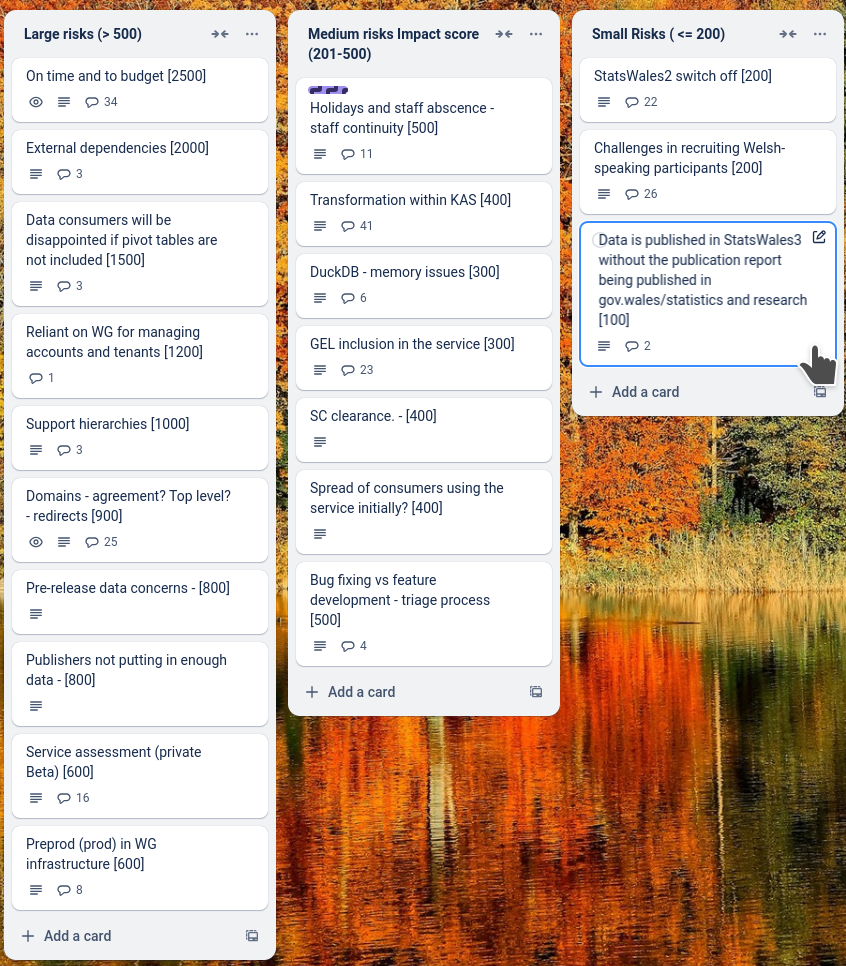 Large risks (> 500)
On time and to budget [2500]
34
External dependencies [2000]
3
Data consumers will be
disappointed if pivot tables are
not included [1500]
3
Reliant on WG for managing
accounts and tenants [1200]
1
Support hierarchies [1000]
3
Domains - agreement? Top level?
- redirects [900]
25
Pre-release data concerns - [800]
Publishers not putting in enough
data - [800]
Service assessment (private
Beta) [600]
16
Preprod (prod) in WG
infrastructure [600]
8
Add a card
Medium risks Impact score
(201-500)
Holidays and staff abscence -
staff continuity [500]
11
Transformation within KAS [400]
41
DuckDB - memory issues [300]
6
GEL inclusion in the service [300]
23
SC clearance. - [400]
Spread of consumers using the
service initially? [400]
Bug fixing vs feature
development - triage process
[500]
4
Add a card
Small Risks ( <= 200)
StatsWales2 switch off [200]
22
Challenges in recruiting Welsh-
speaking participants [200]
26
Data is published in StatsWales3
without the publication report
being published in
gov.wales/statistics and research
[100]
2
Add a card